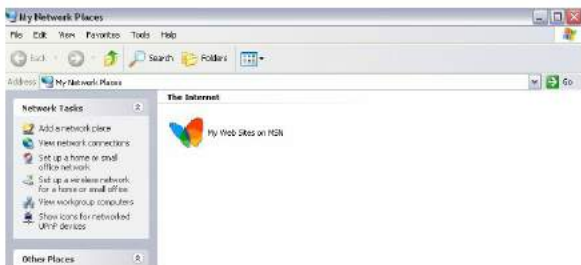 My Network Places
File Edit View Favorites Tools Help
Back Search Folders
Address My Network Places Go
Network Tasks
Add a network place
View network connections
Set up a home or small
office network
Set up a wireless network
for a home or small office
View workgroup computers
Show icons for networked
UPnP devices
Other Places
The Internet
My Web Sites on MSN